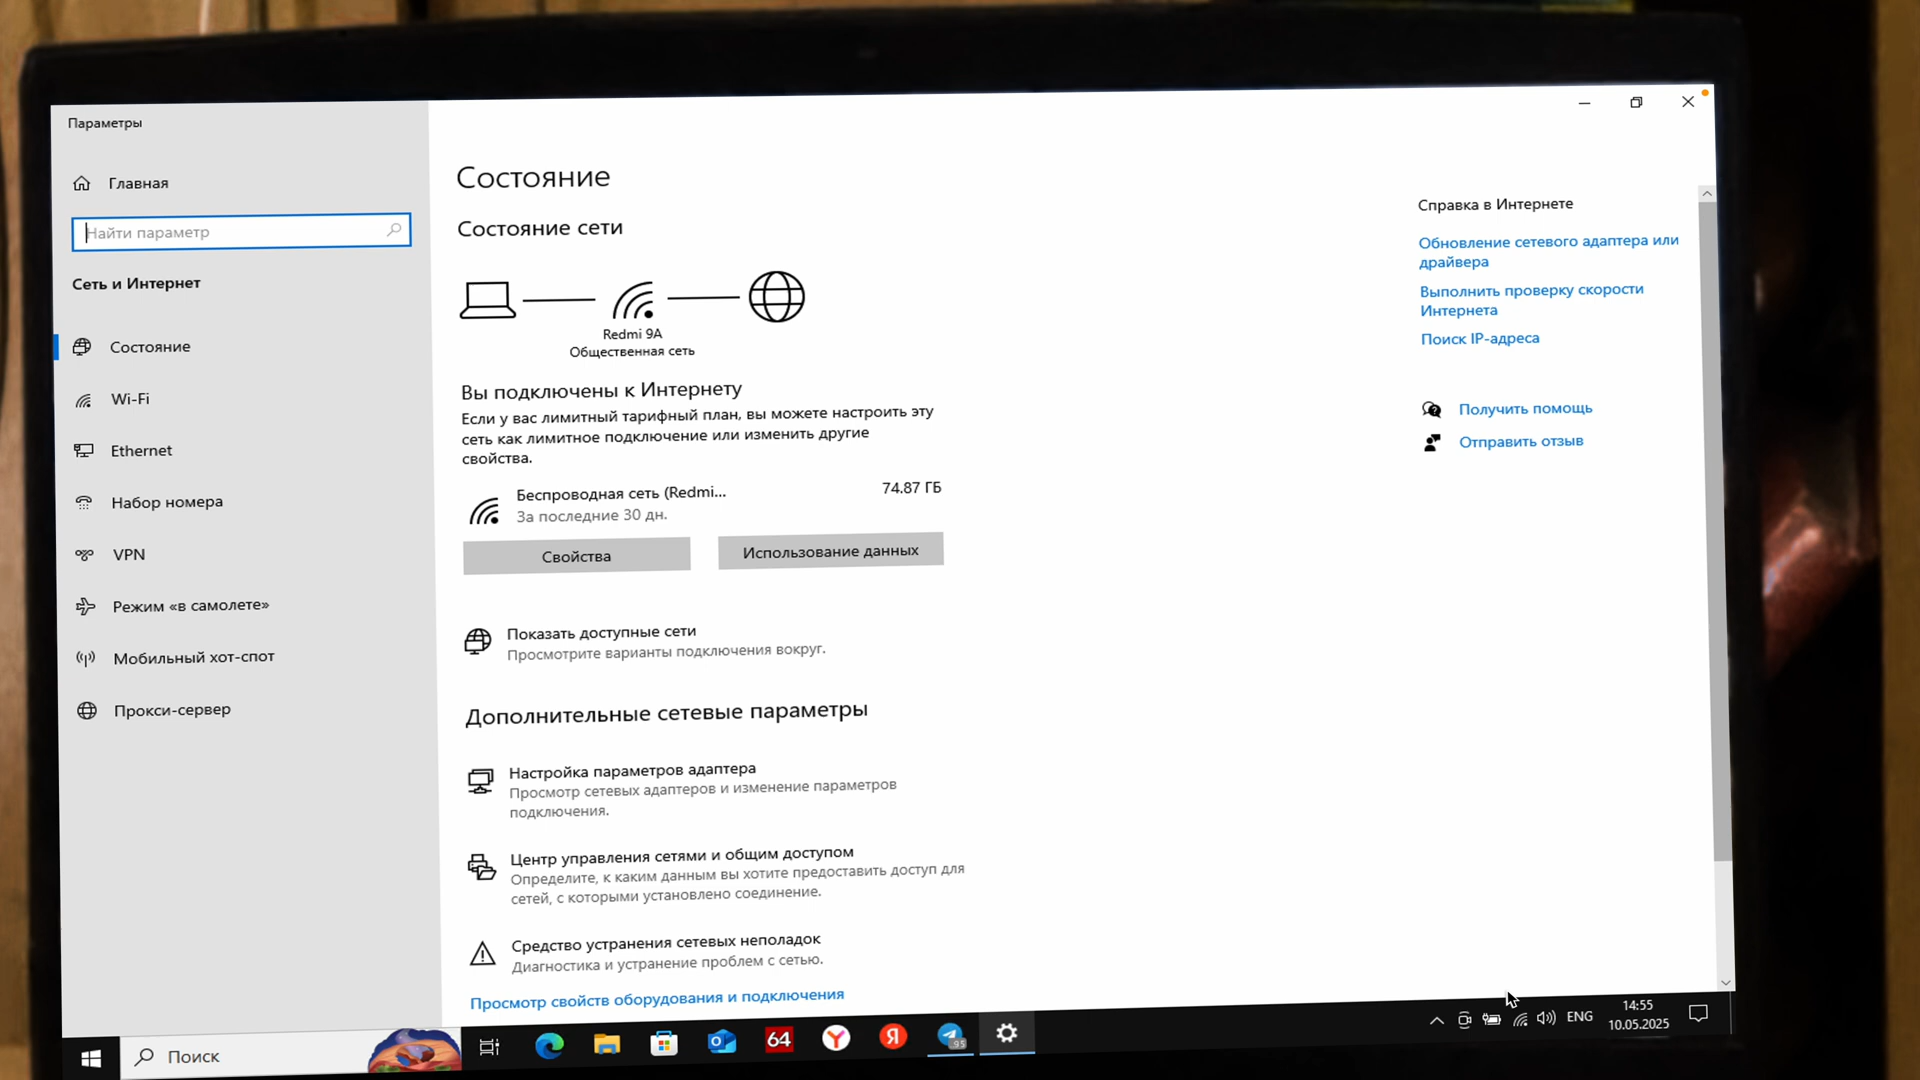 Параметры
Главная
Найти параметр
Сеть и Интернет
Состояние
Wi-Fi
Ethernet
Набор номера
VPN
Режим «в самолете»
Мобильный хот-спот
Прокси-сервер
Состояние
Состояние сети
Redmi 9A
Общественная сеть
Вы подключены к Интернету
Если у вас лимитный тарифный план, вы можете настроить эту
сеть как лимитное подключение или изменить другие
свойства.
Беспроводная сеть (Redmi...
74.87 ГБ
За последние 30 дн.
Свойства
Использование данных
Показать доступные сети
Просмотрите варианты подключения вокруг.
Дополнительные сетевые параметры
Настройка параметров адаптера
Просмотр сетевых адаптеров и изменение параметров
подключения.
Центр управления сетями и общим доступом
Определите, к каким данным вы хотите предоставить доступ для
сетей, с которыми установлено соединение.
Средство устранения сетевых неполадок
Диагностика и устранение проблем с сетью.
Просмотр свойств оборудования и подключения
Справка в Интернете
Обновление сетевого адаптера или
драйвера
Выполнить проверку скорости
Интернета
Поиск IP-адреса
Получить помощь
Отправить отзыв
Поиск
64
Y
Я
95
ENG
14:55
10.05.2025